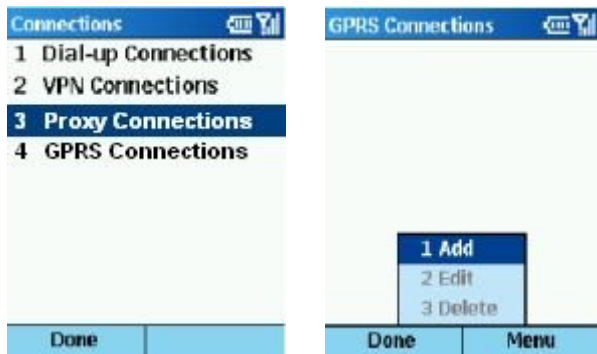 Connections
1 Dial-up Connections
2 VPN Connections
3 Proxy Connections
4 GPRS Connections
Done
GPRS Connections
1 Add
2 Edit
3 Delete
Done Menu